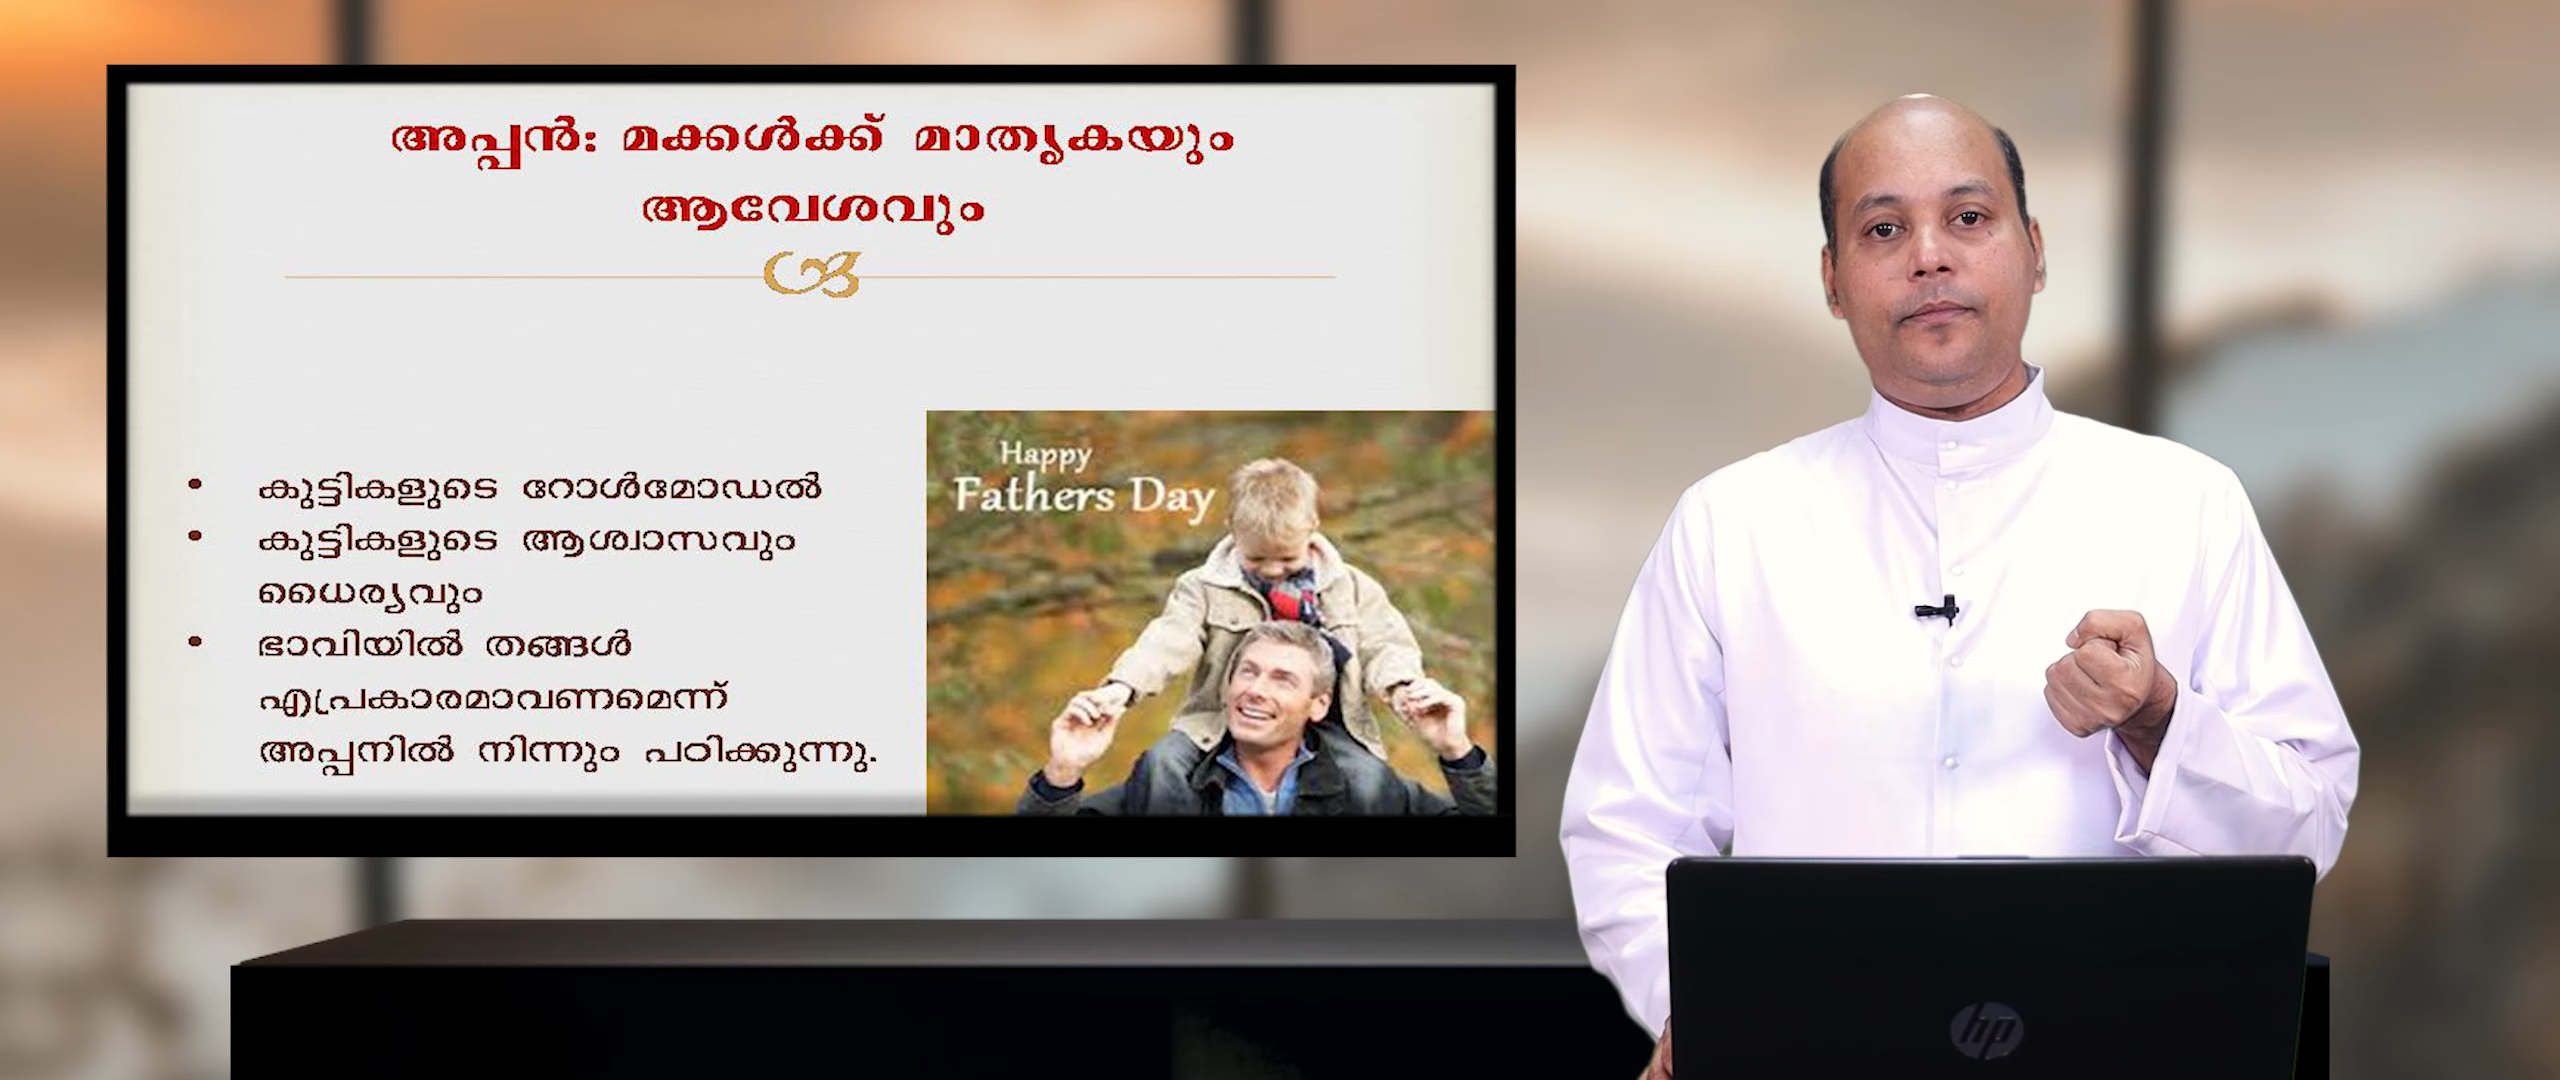 അപ്പൻ: മക്കൾക്ക് മാതൃകയും
ആവേശവും
• കുട്ടികളുടെ റോൾമോഡൽ
• കുട്ടികളുടെ ആശ്വാസവും
ധൈര്യവും
• ഭാവിയിൽ തങ്ങൾ
എപ്രകാരമാവണമെന്ന്
അപ്പനിൽ നിന്നും പഠിക്കുന്നു.
Happy
Fathers Day
hp